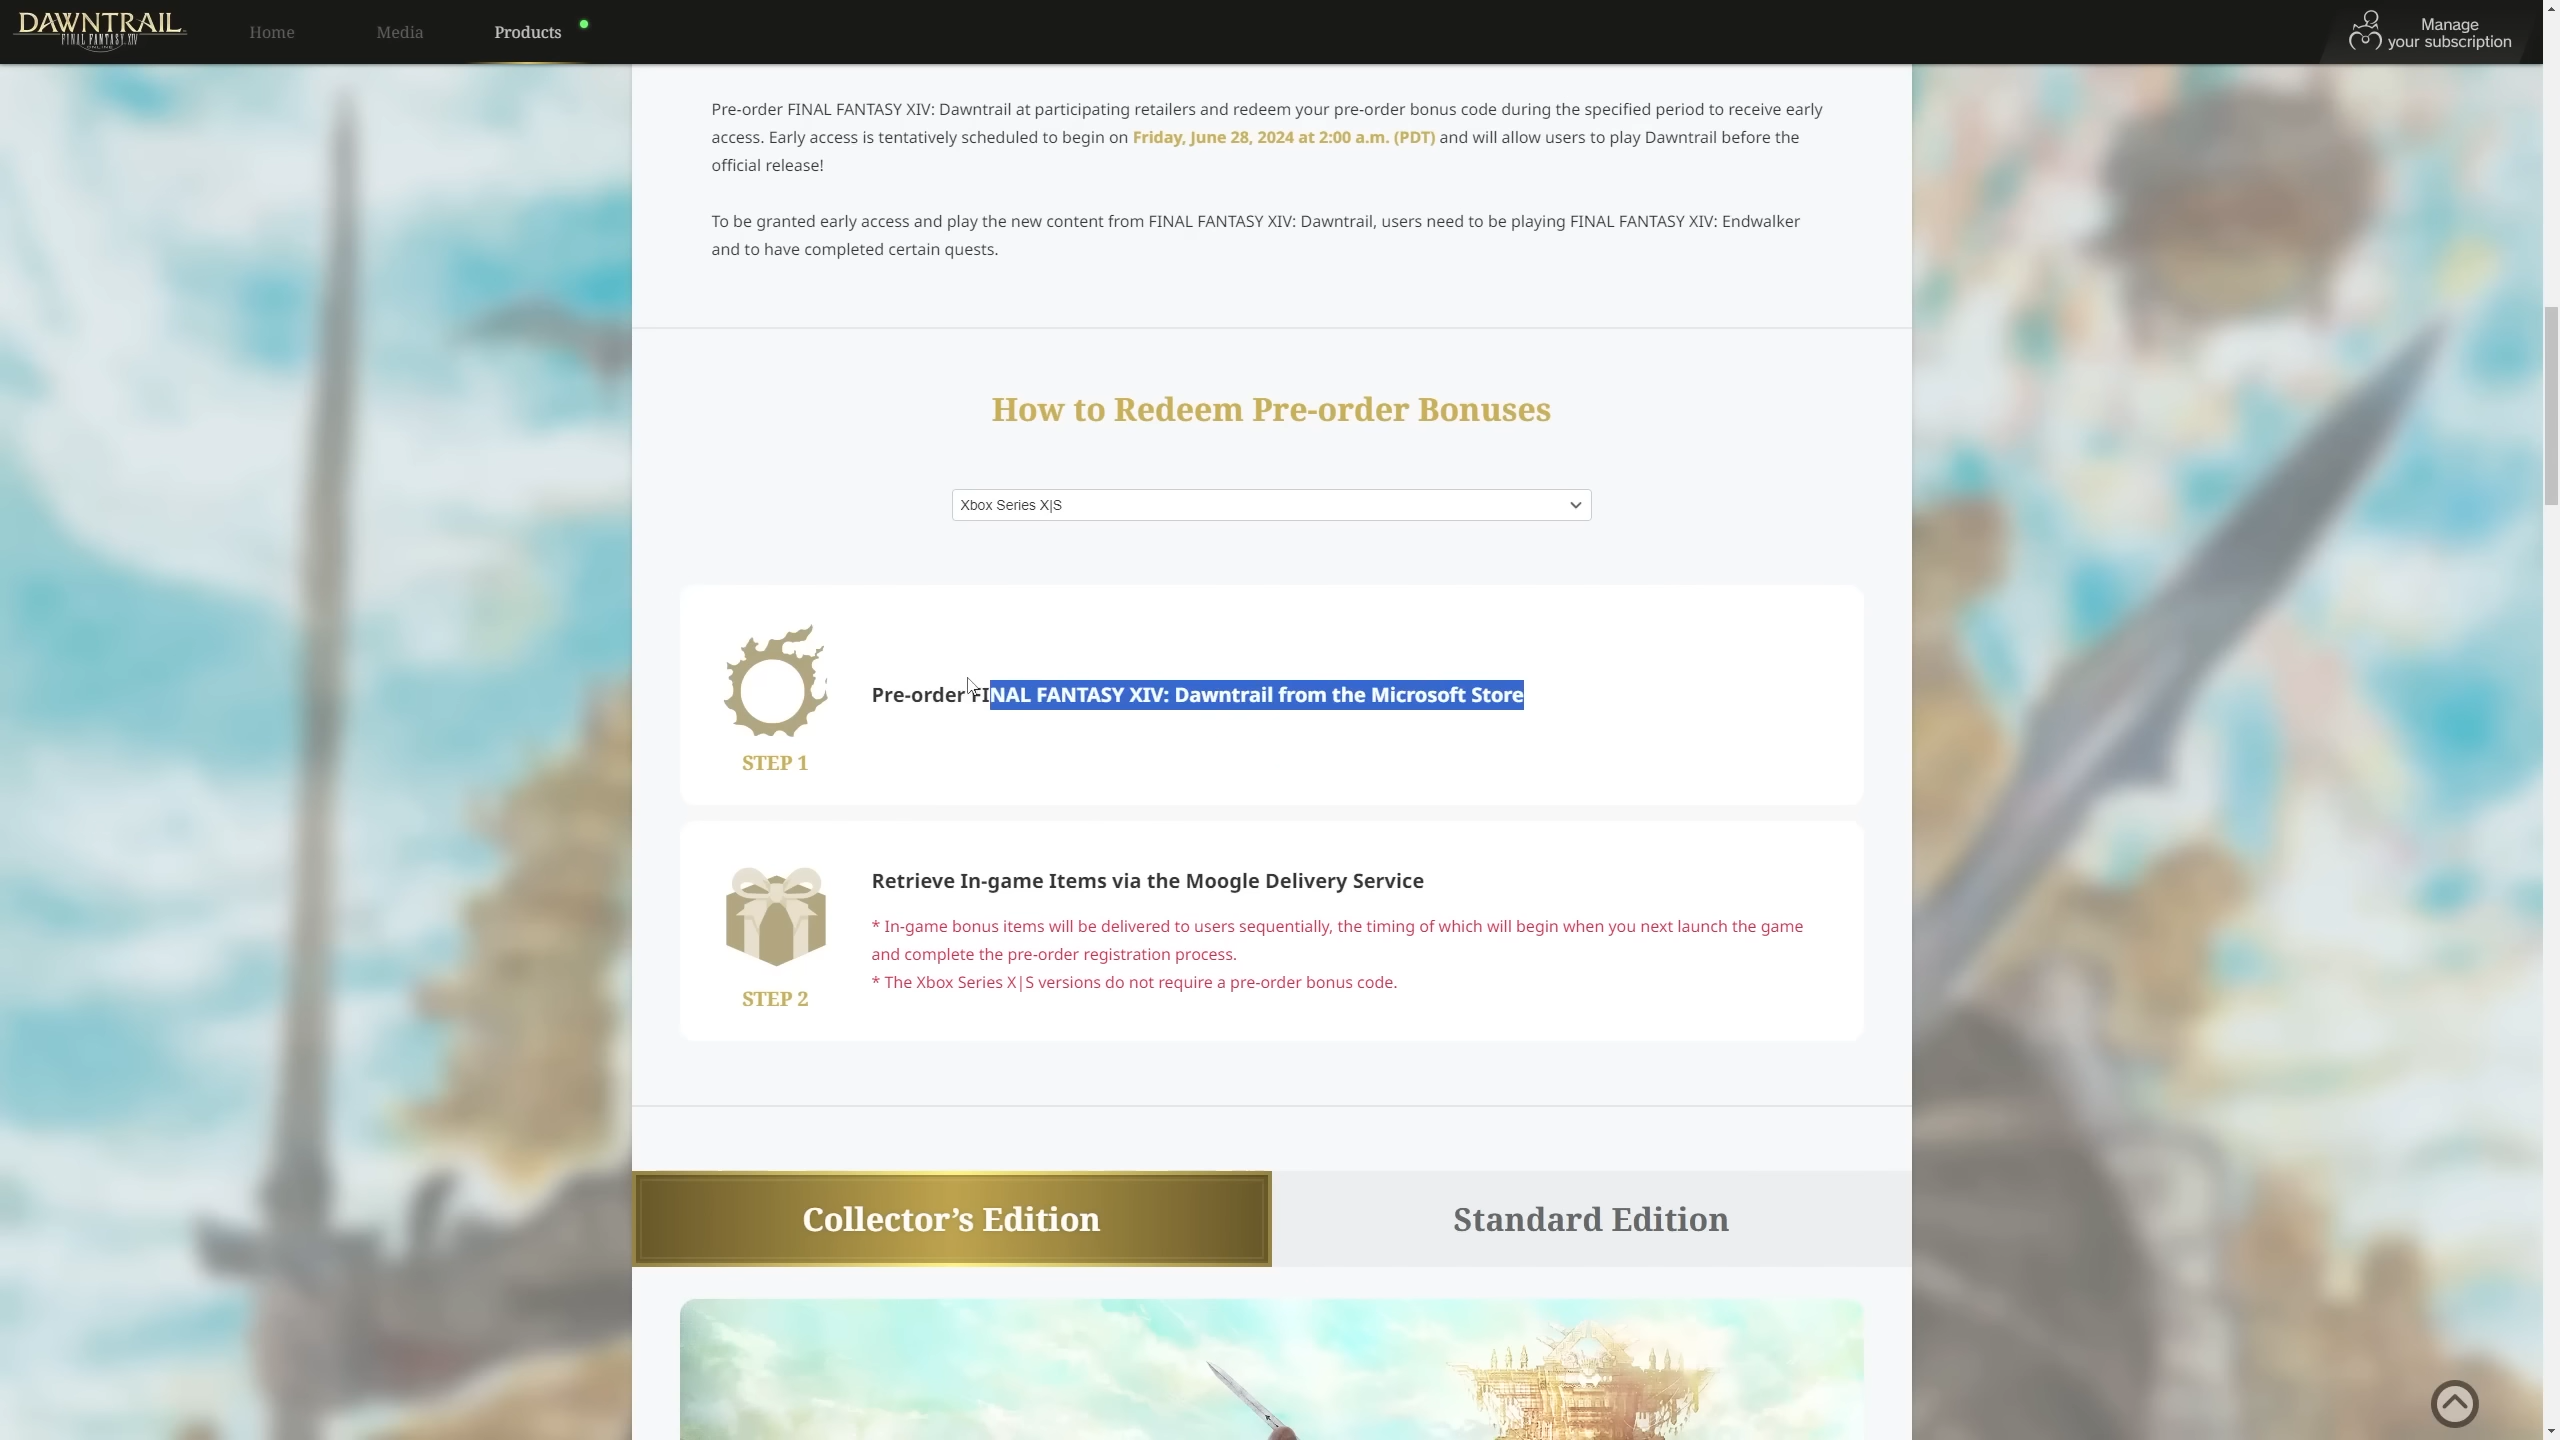 DAWNTRAIL
FINAL FANTASY XIV
ONLINE
Home
Media
Products
Manage
your subscription
Pre-order FINAL FANTASY XIV: Dawntrail at participating retailers and redeem your pre-order bonus code during the specified period to receive early
access. Early access is tentatively scheduled to begin on Friday, June 28, 2024 at 2:00 a.m. (PDT) and will allow users to play Dawntrail before the
official release!
To be granted early access and play the new content from FINAL FANTASY XIV: Dawntrail, users need to be playing FINAL FANTASY XIV: Endwalker
and to have completed certain quests.
How to Redeem Pre-order Bonuses
Xbox Series X|S
Pre-order FINAL FANTASY XIV: Dawntrail from the Microsoft Store
STEP 1
Retrieve In-game Items via the Moogle Delivery Service
* In-game bonus items will be delivered to users sequentially, the timing of which will begin when you next launch the game
and complete the pre-order registration process.
* The Xbox Series X|S versions do not require a pre-order bonus code.
STEP 2
Collector’s Edition
Standard Edition